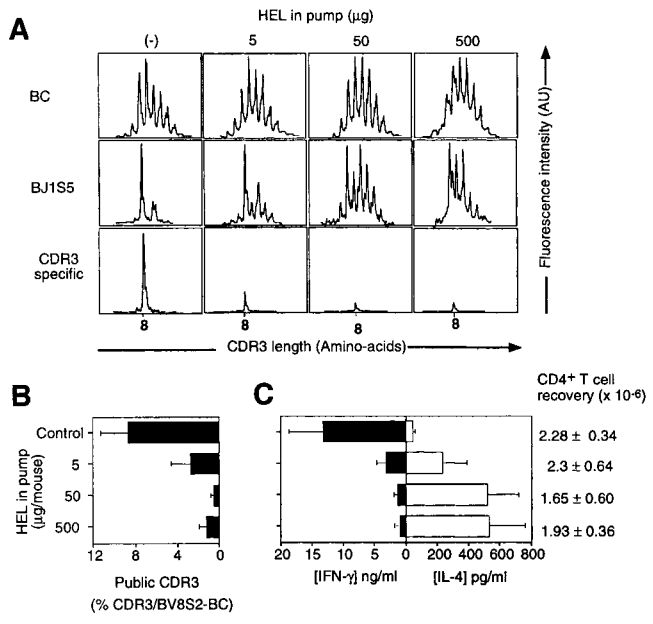 HEL in pump (μg)
A
(-) 5 50 500
BC
BJ1S5
CDR3
specific
Fluorescence intensity (AU)
8 8 8 8
CDR3 length (Amino-acids)
B
HEL in pump
(μg/mouse)
Control
5
50
500
12 8 4 0
Public CDR3
(% CDR3/BV8S2-BC)
C
CD4+ T cell
recovery (x 10-6)
2.28 ± 0.34
2.3 ± 0.64
1.65 ± 0.60
1.93 ± 0.36
20 15 10 5 0 200 400 600 800
[IFN-γ] ng/ml [IL-4] pg/ml